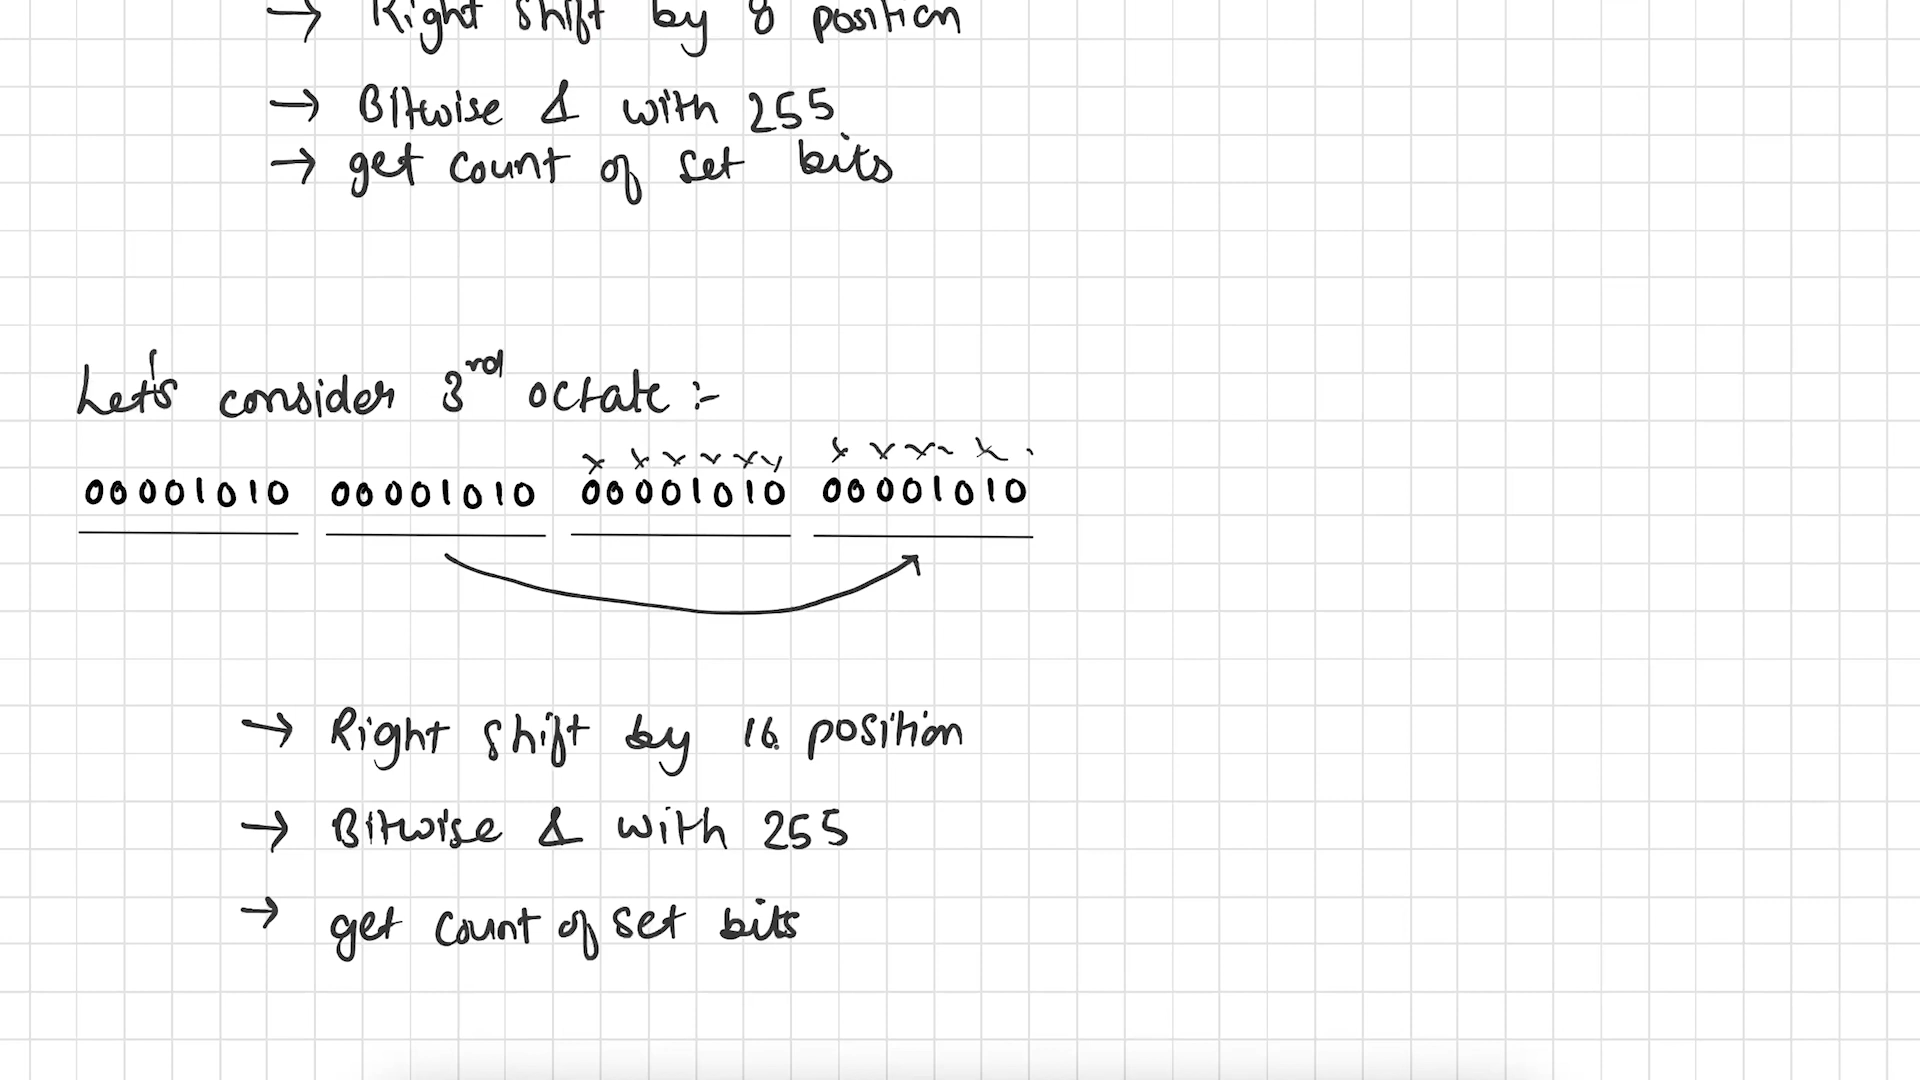 → Right shift by 8 position
→ Bitwise & with 255
→ get count of set bits
Let's consider 3rd octate :-
x x x x x x x x x x x
00001010 00001010 00001010 00001010
→ Right shift by 16 position
→ Bitwise & with 255
→ get count of set bits